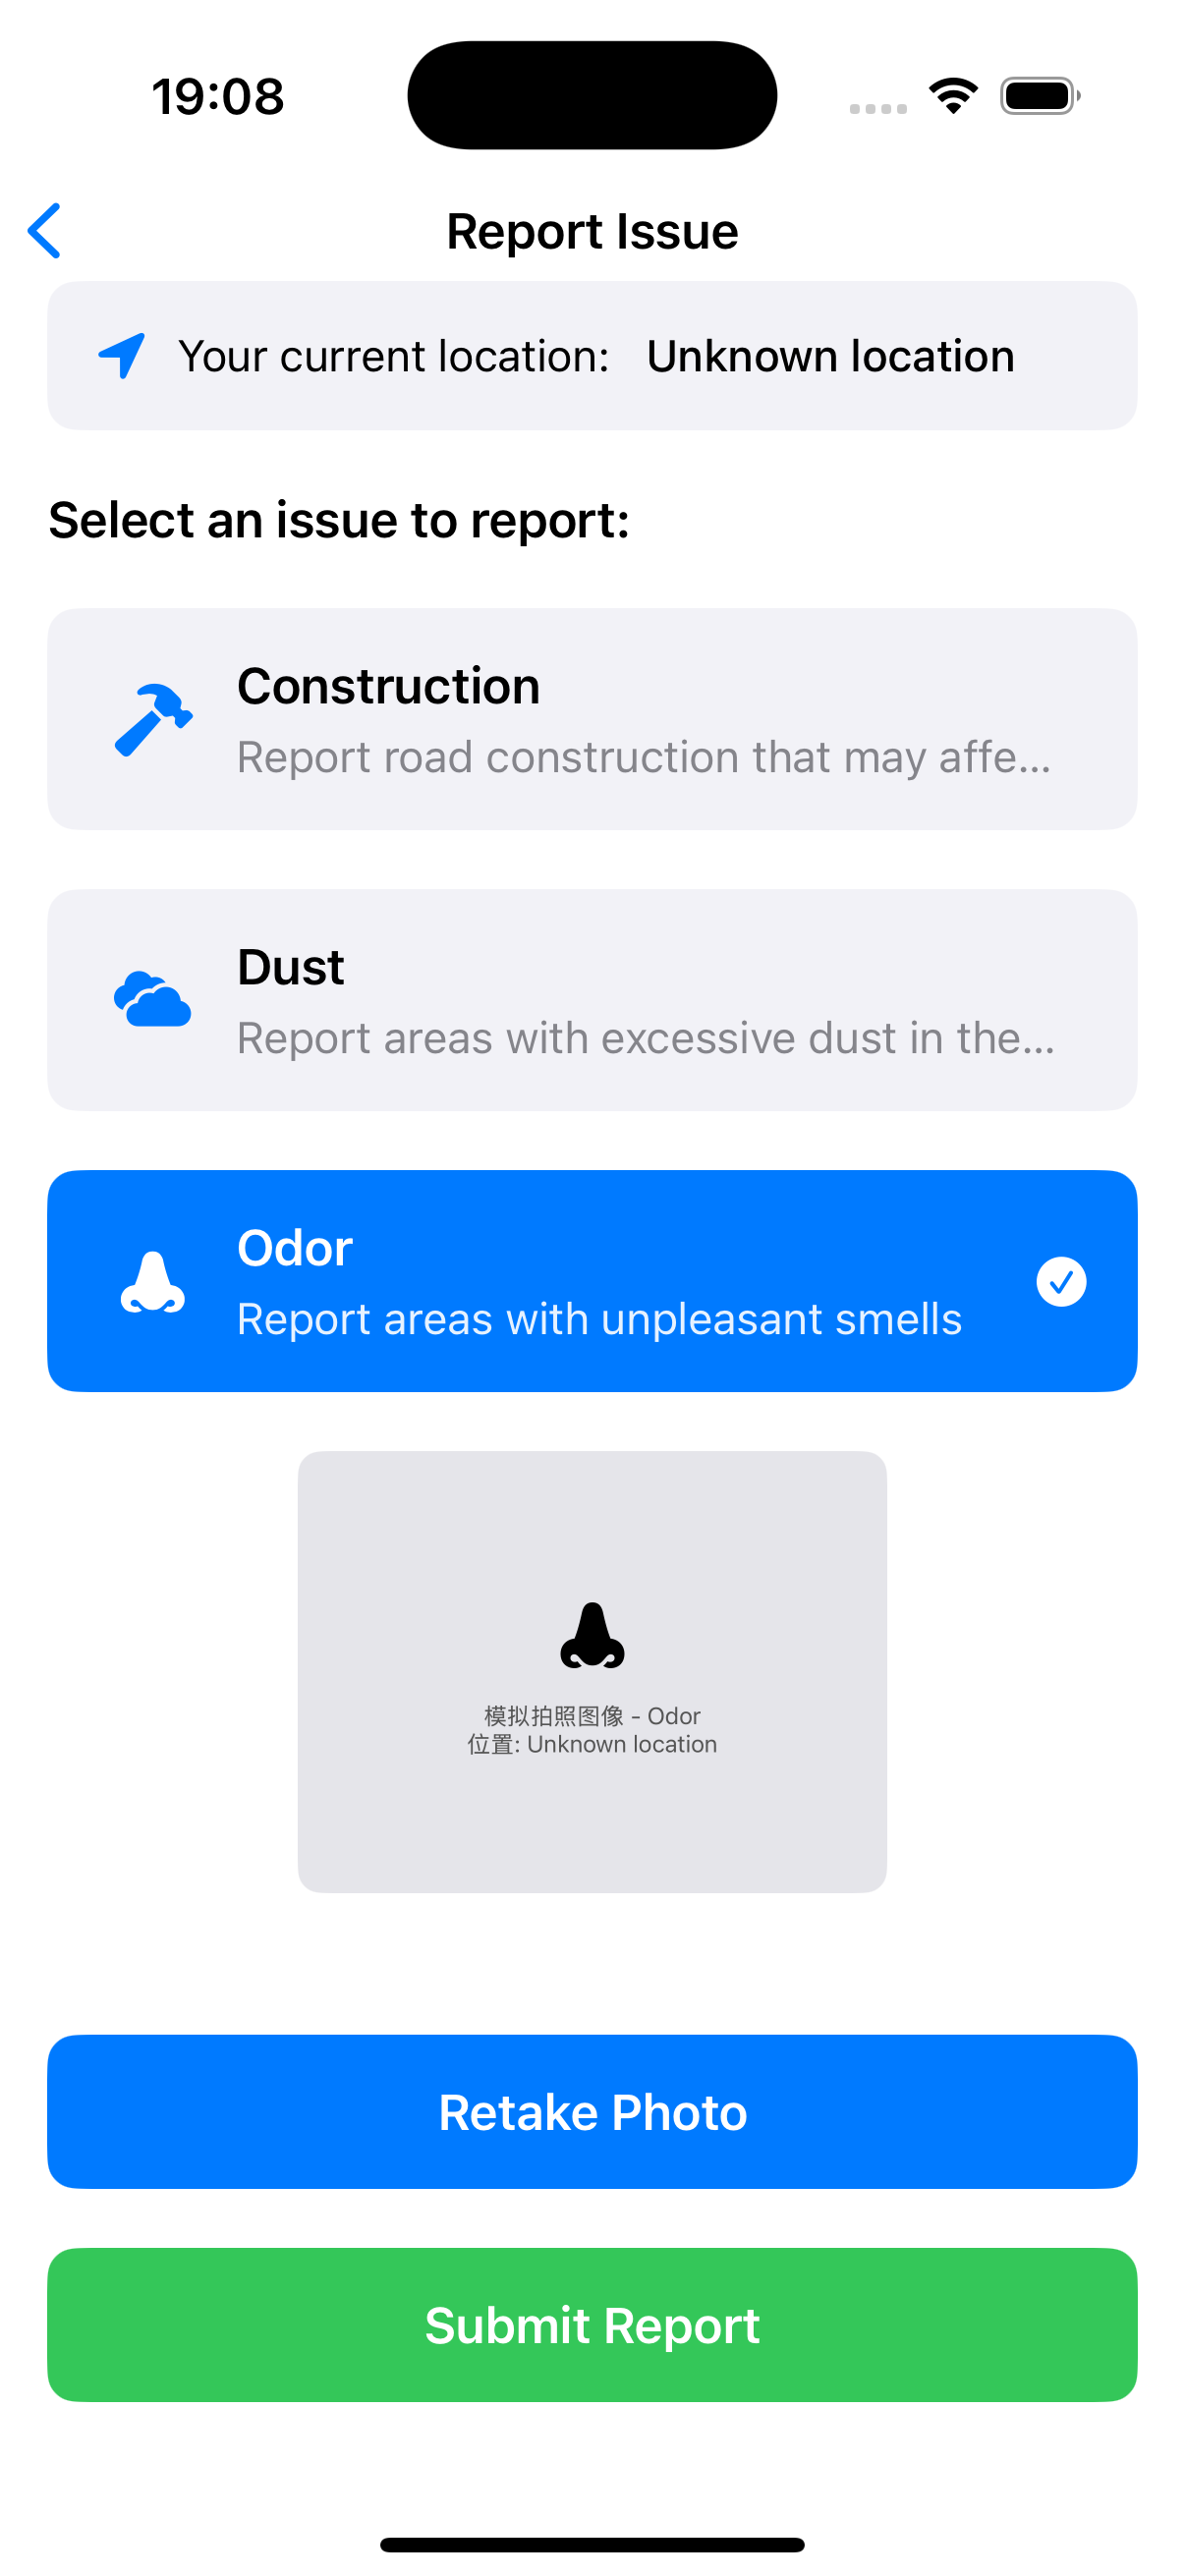 19:08
Report Issue
Your current location: Unknown location
Select an issue to report:
Construction
Report road construction that may affe...
Dust
Report areas with excessive dust in the...
Odor
Report areas with unpleasant smells
模拟拍照图像 - Odor
位置: Unknown location
Retake Photo
Submit Report